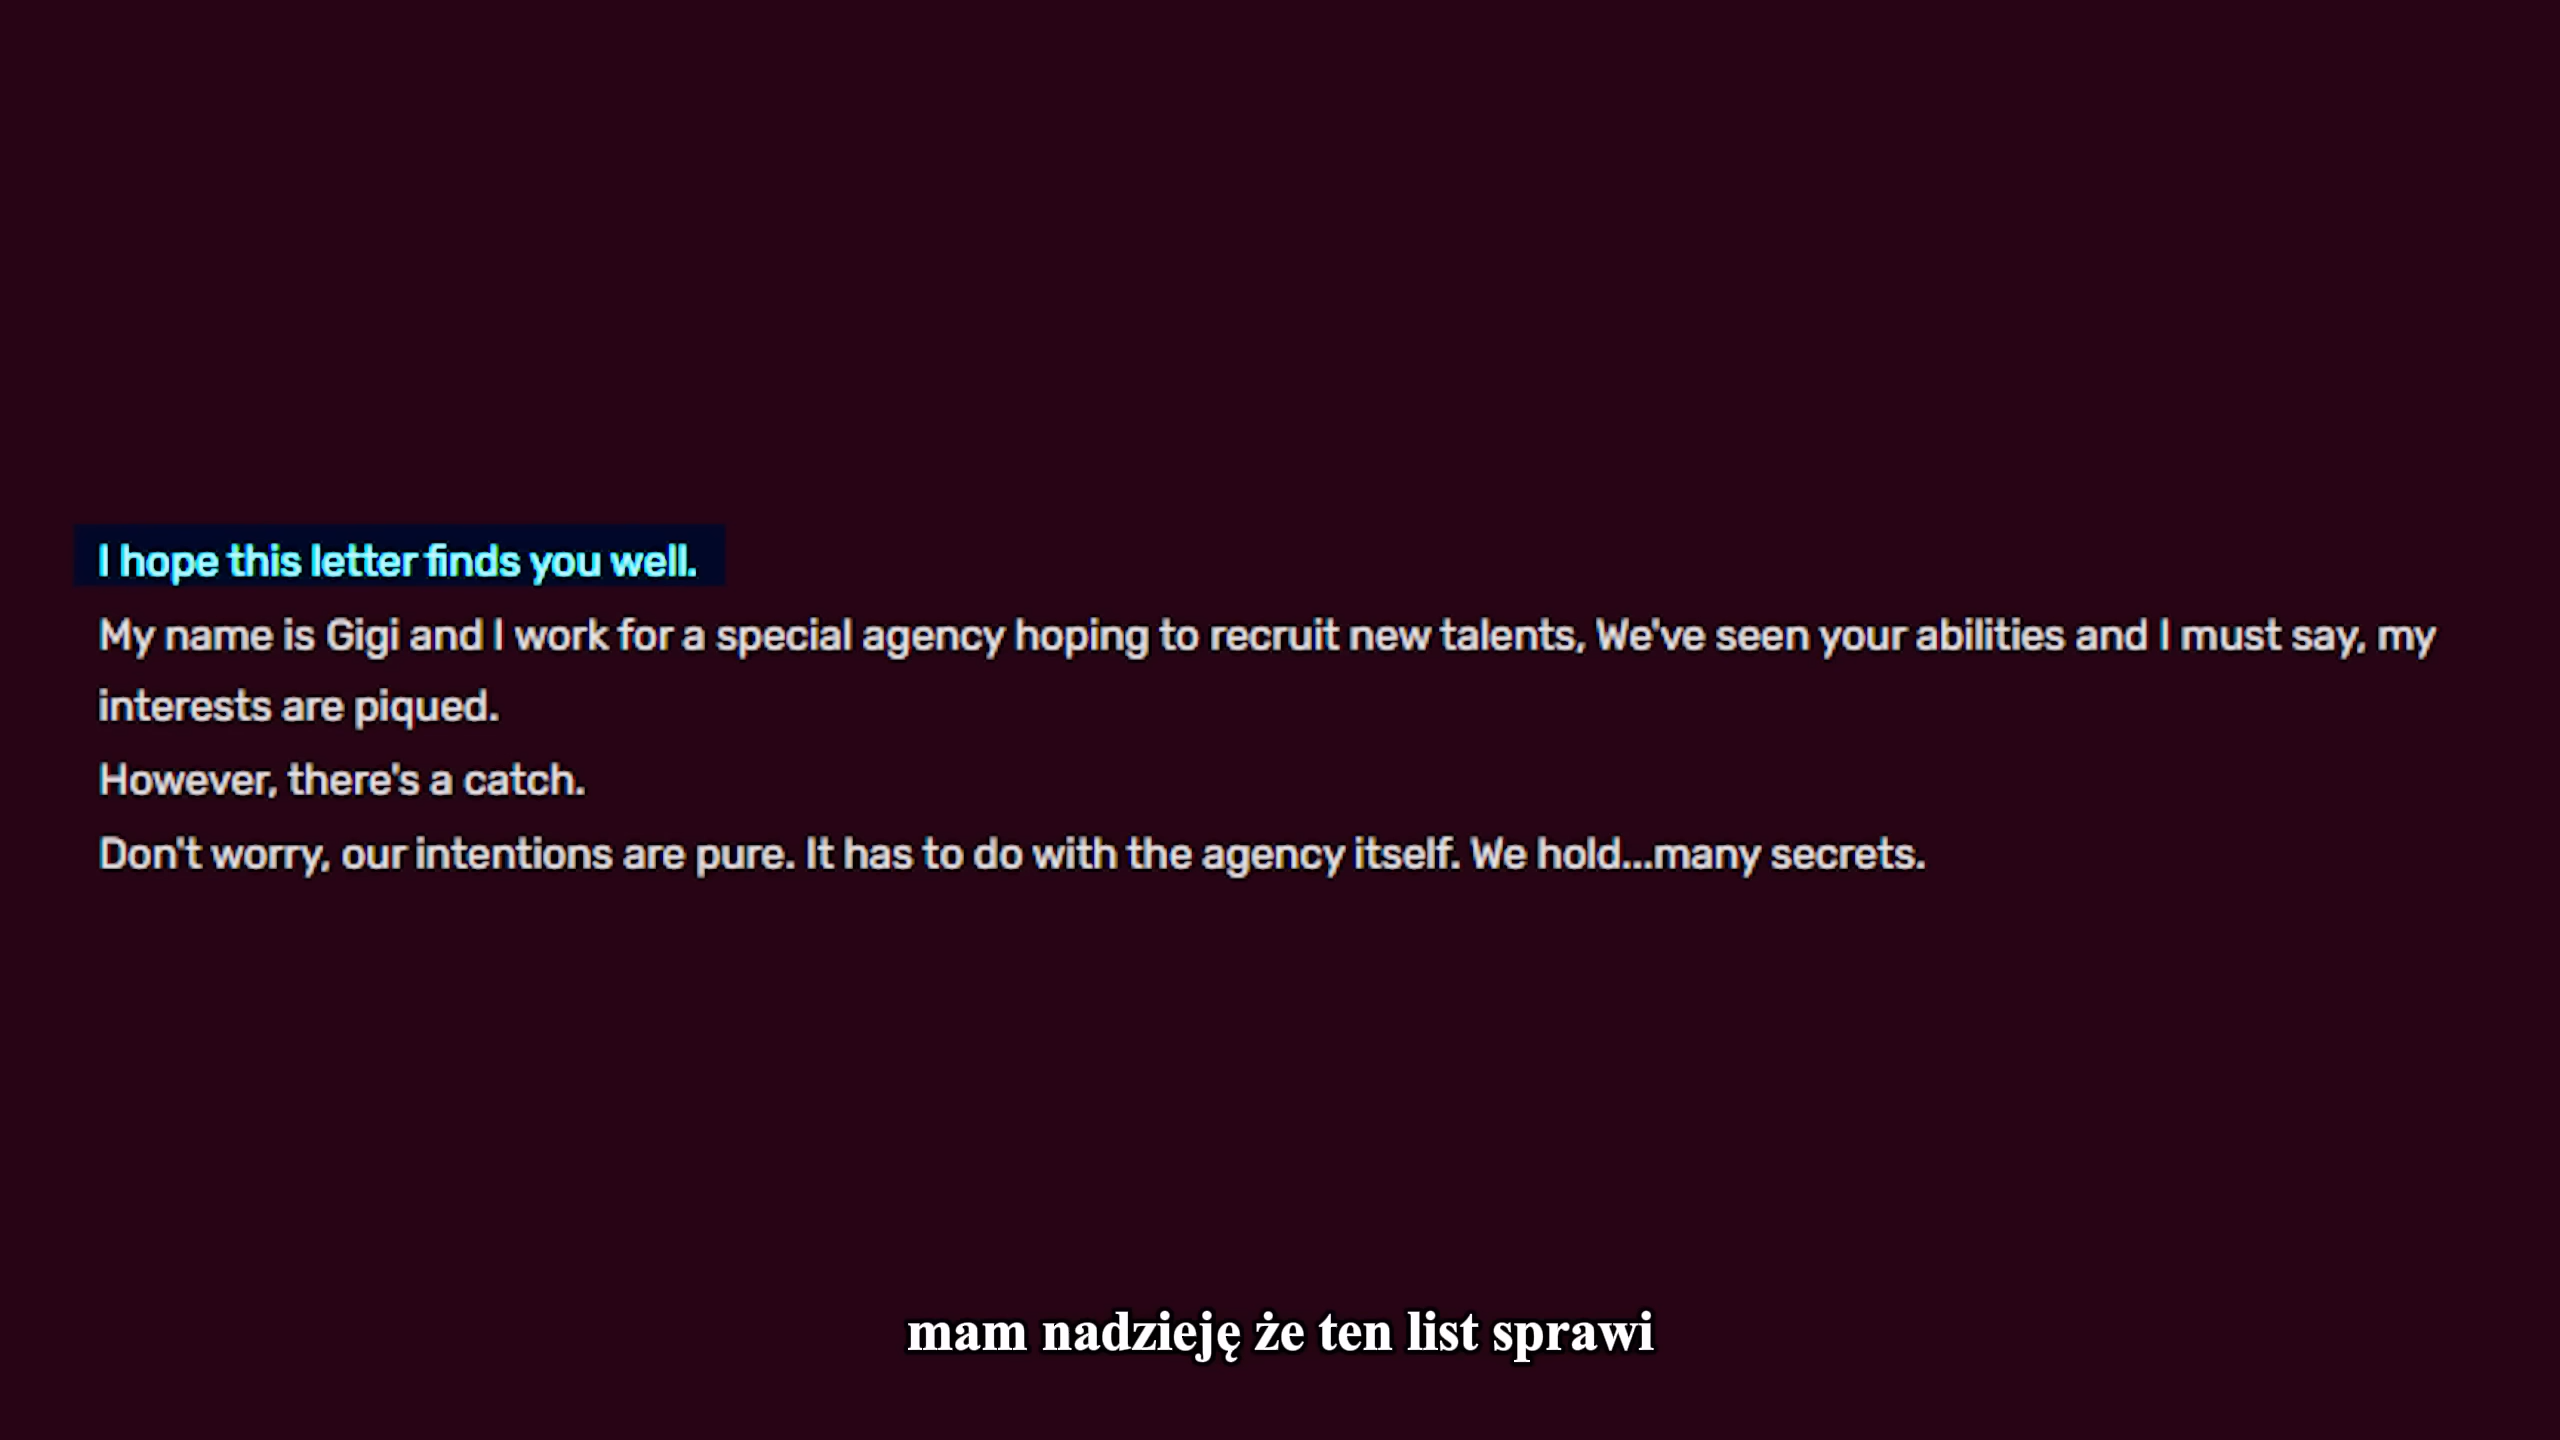 I hope this letter finds you well.
My name is Gigi and I work for a special agency hoping to recruit new talents, We've seen your abilities and I must say, my
interests are piqued.
However, there's a catch.
Don't worry, our intentions are pure. It has to do with the agency itself. We hold...many secrets.
mam nadzieję że ten list sprawi